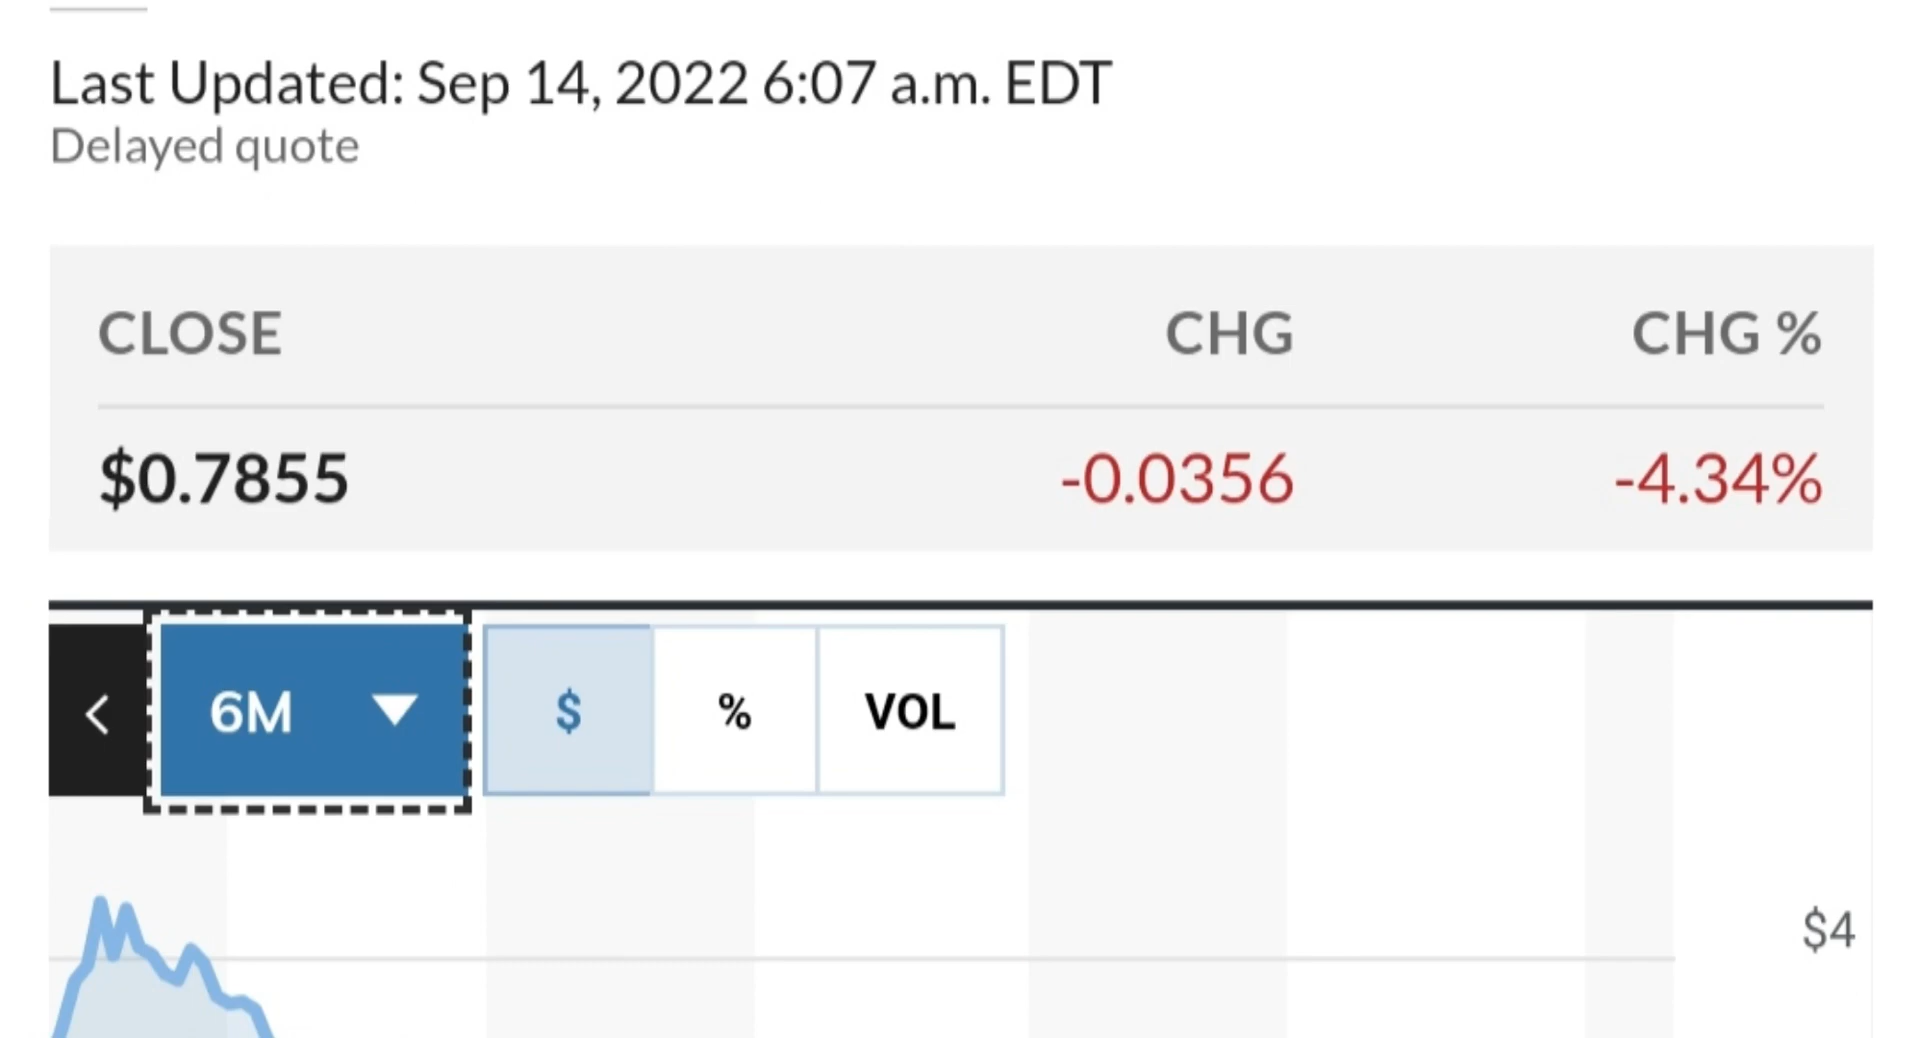 Last Updated: Sep 14, 2022 6:07 a.m. EDT
Delayed quote
CLOSE CHG CHG %
$0.7855 -0.0356 -4.34%
6M $ % VOL
$4